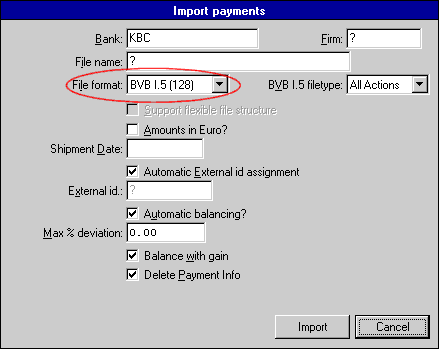 Import payments
Bank: KBC Firm: ?
File name: ?
File format: BVB I.5 (128) BVB I.5 filetype: All Actions
Support flexible file structure
Amounts in Euro?
Shipment Date:
Automatic External id assignment
External id.: ?
Automatic balancing?
Max % deviation: 0.00
Balance with gain
Delete Payment Info
Import Cancel